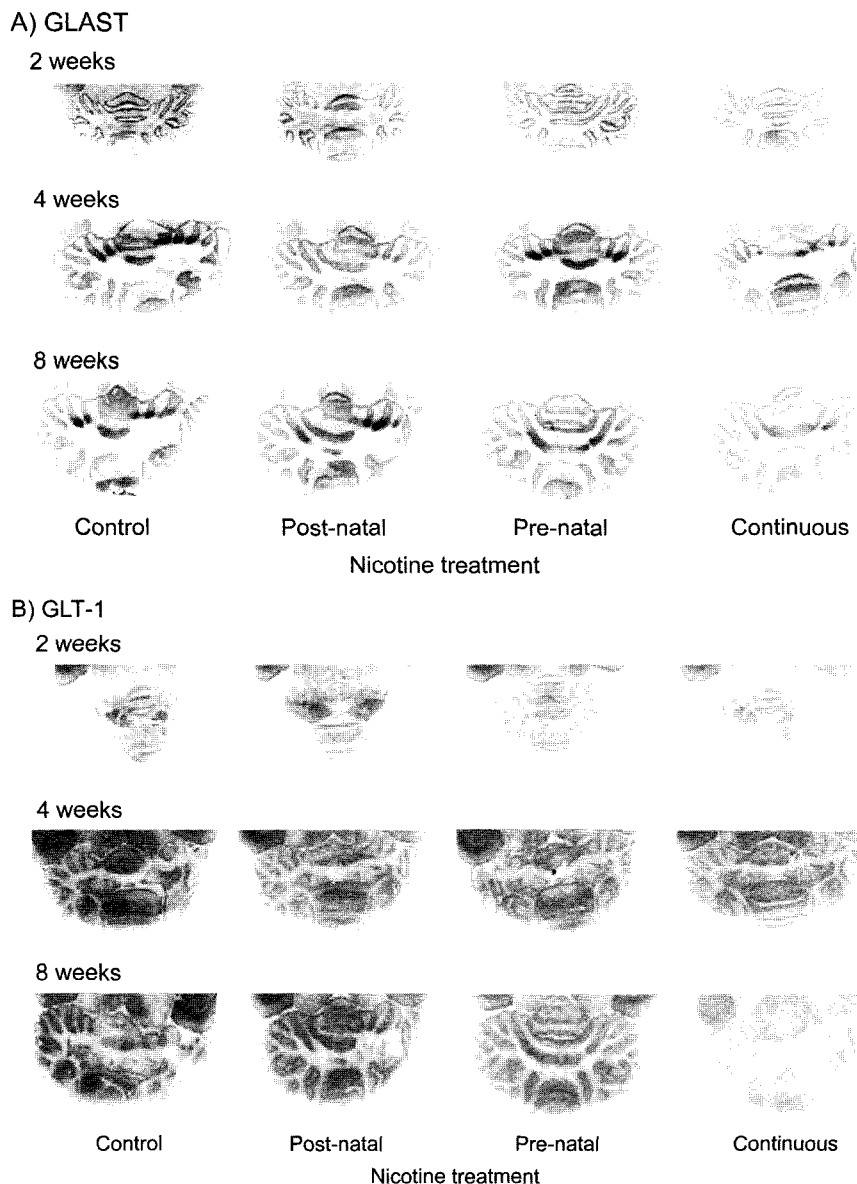 A) GLAST
2 weeks
4 weeks
8 weeks
Control Post-natal Pre-natal Continuous
Nicotine treatment
B) GLT-1
2 weeks
4 weeks
8 weeks
Control Post-natal Pre-natal Continuous
Nicotine treatment